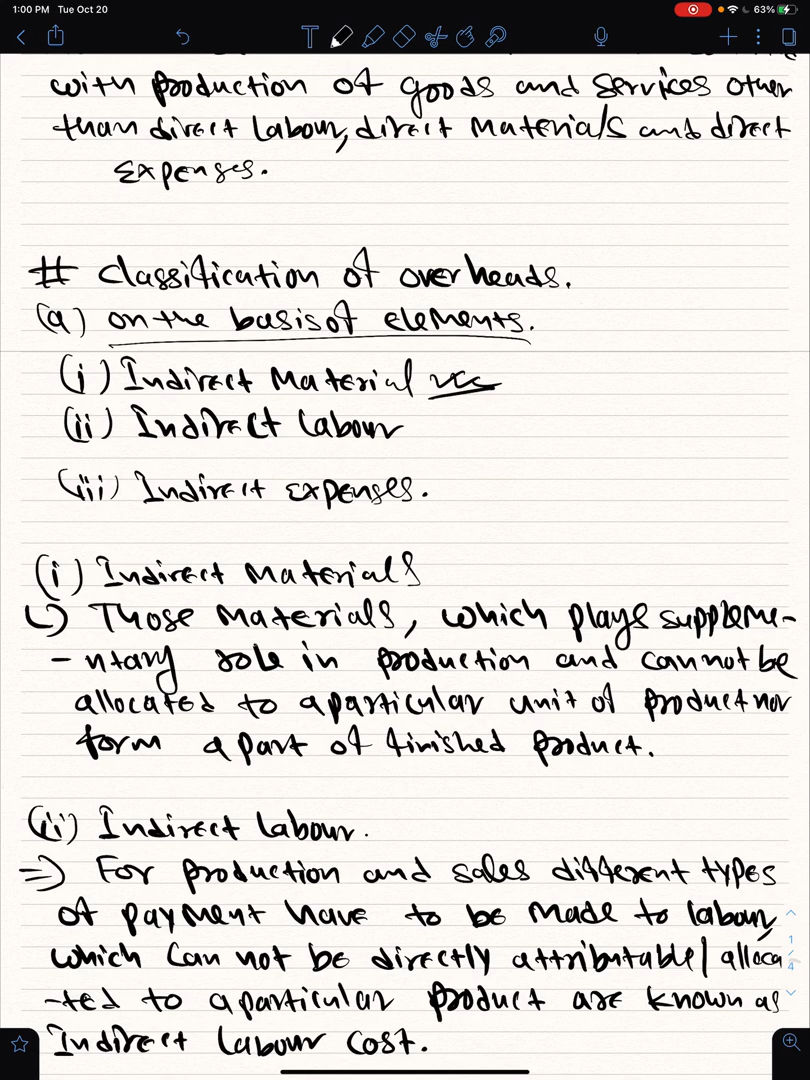 1:00 PM Tue Oct 20
63%
T
with production of goods and services other
than direct labour, direct materials and direct
expenses.
# classification of overheads.
(a) on the basis of elements.
(i) Indirect Material
(ii) Indirect labour
(iii) Indirect expenses.
(i) Indirect Materials
↳ Those Materials, which plays suppleme-
-ntary role in production and cannot be
allocated to a particular unit of product nor
form a part of finished product.
(ii) Indirect labour.
=> For production and sales different types
of payment have to be made to labour,
which can not be directly attributable/alloca
-ted to a particular product are known as
Indirect labour cost.
1/4